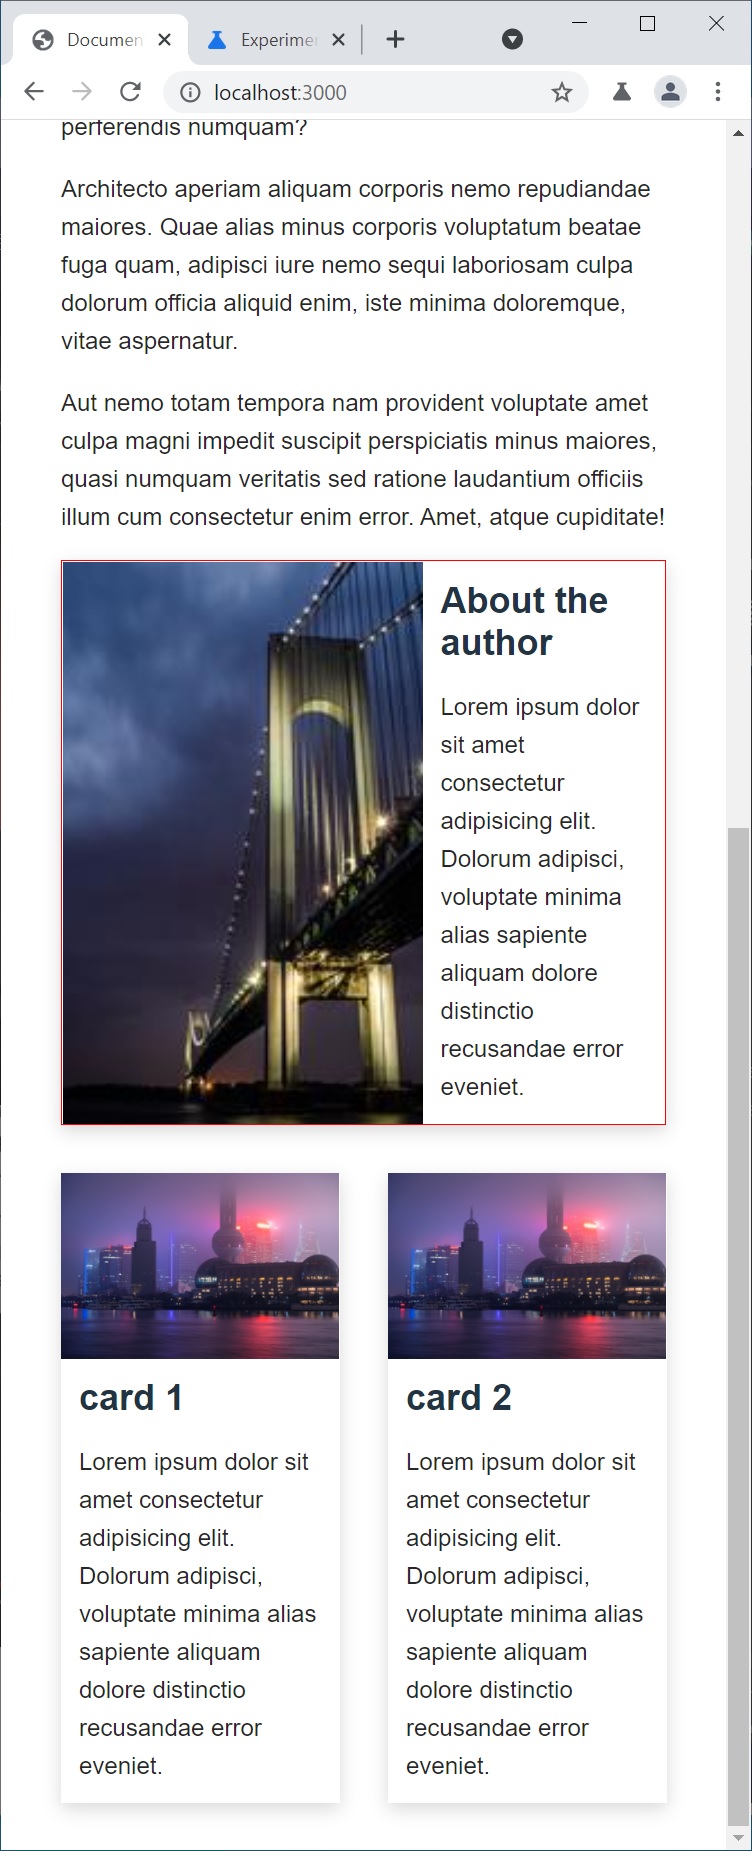 Documen
Experimen
localhost:3000
perferendis numquam?
Architecto aperiam aliquam corporis nemo repudiandae
maiores. Quae alias minus corporis voluptatum beatae
fuga quam, adipisci iure nemo sequi laboriosam culpa
dolorum officia aliquid enim, iste minima doloremque,
vitae aspernatur.
Aut nemo totam tempora nam provident voluptate amet
culpa magni impedit suscipit perspiciatis minus maiores,
quasi numquam veritatis sed ratione laudantium officiis
illum cum consectetur enim error. Amet, atque cupiditate!
About the
author
Lorem ipsum dolor
sit amet
consectetur
adipisicing elit.
Dolorum adipisci,
voluptate minima
alias sapiente
aliquam dolore
distinctio
recusandae error
eveniet.
card 1
Lorem ipsum dolor sit
amet consectetur
adipisicing elit.
Dolorum adipisci,
voluptate minima alias
sapiente aliquam
dolore distinctio
recusandae error
eveniet.
card 2
Lorem ipsum dolor sit
amet consectetur
adipisicing elit.
Dolorum adipisci,
voluptate minima alias
sapiente aliquam
dolore distinctio
recusandae error
eveniet.